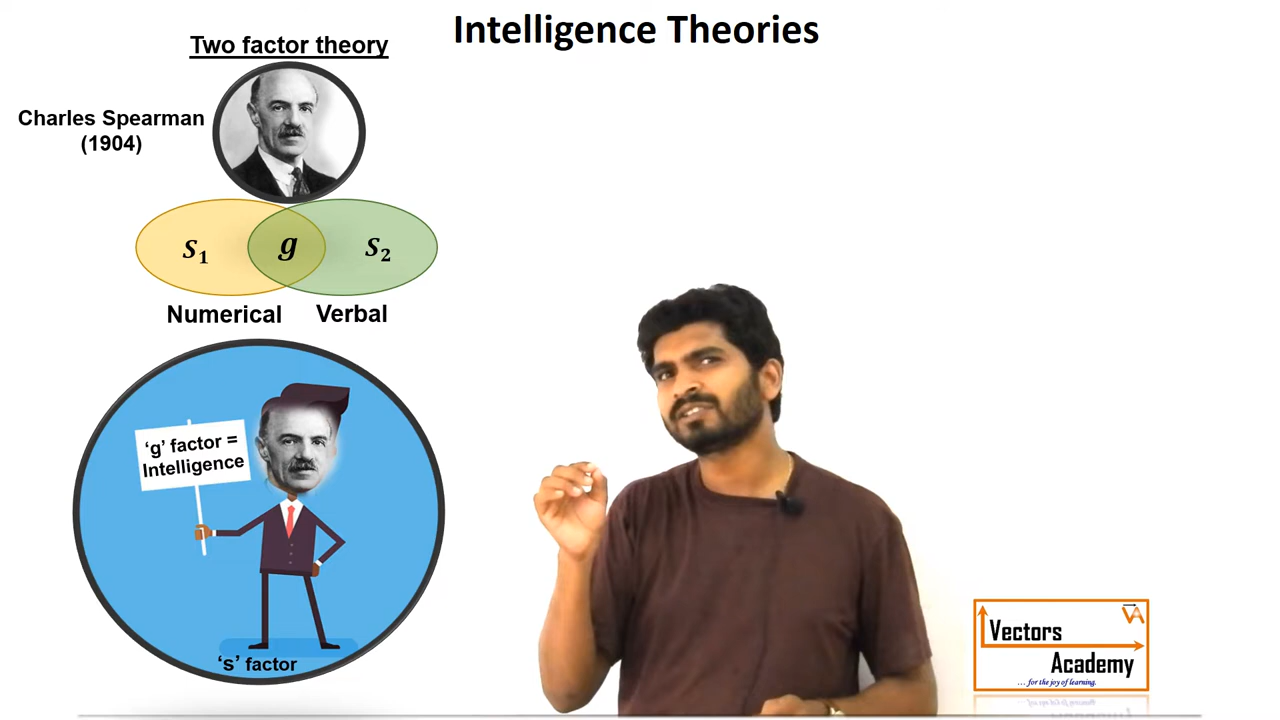 Intelligence Theories
Two factor theory
Charles Spearman
(1904)
S₁
g
S₂
Numerical
Verbal
‘g’ factor =
Intelligence
‘s’ factor
VA
Vectors
Academy
... for the joy of learning.